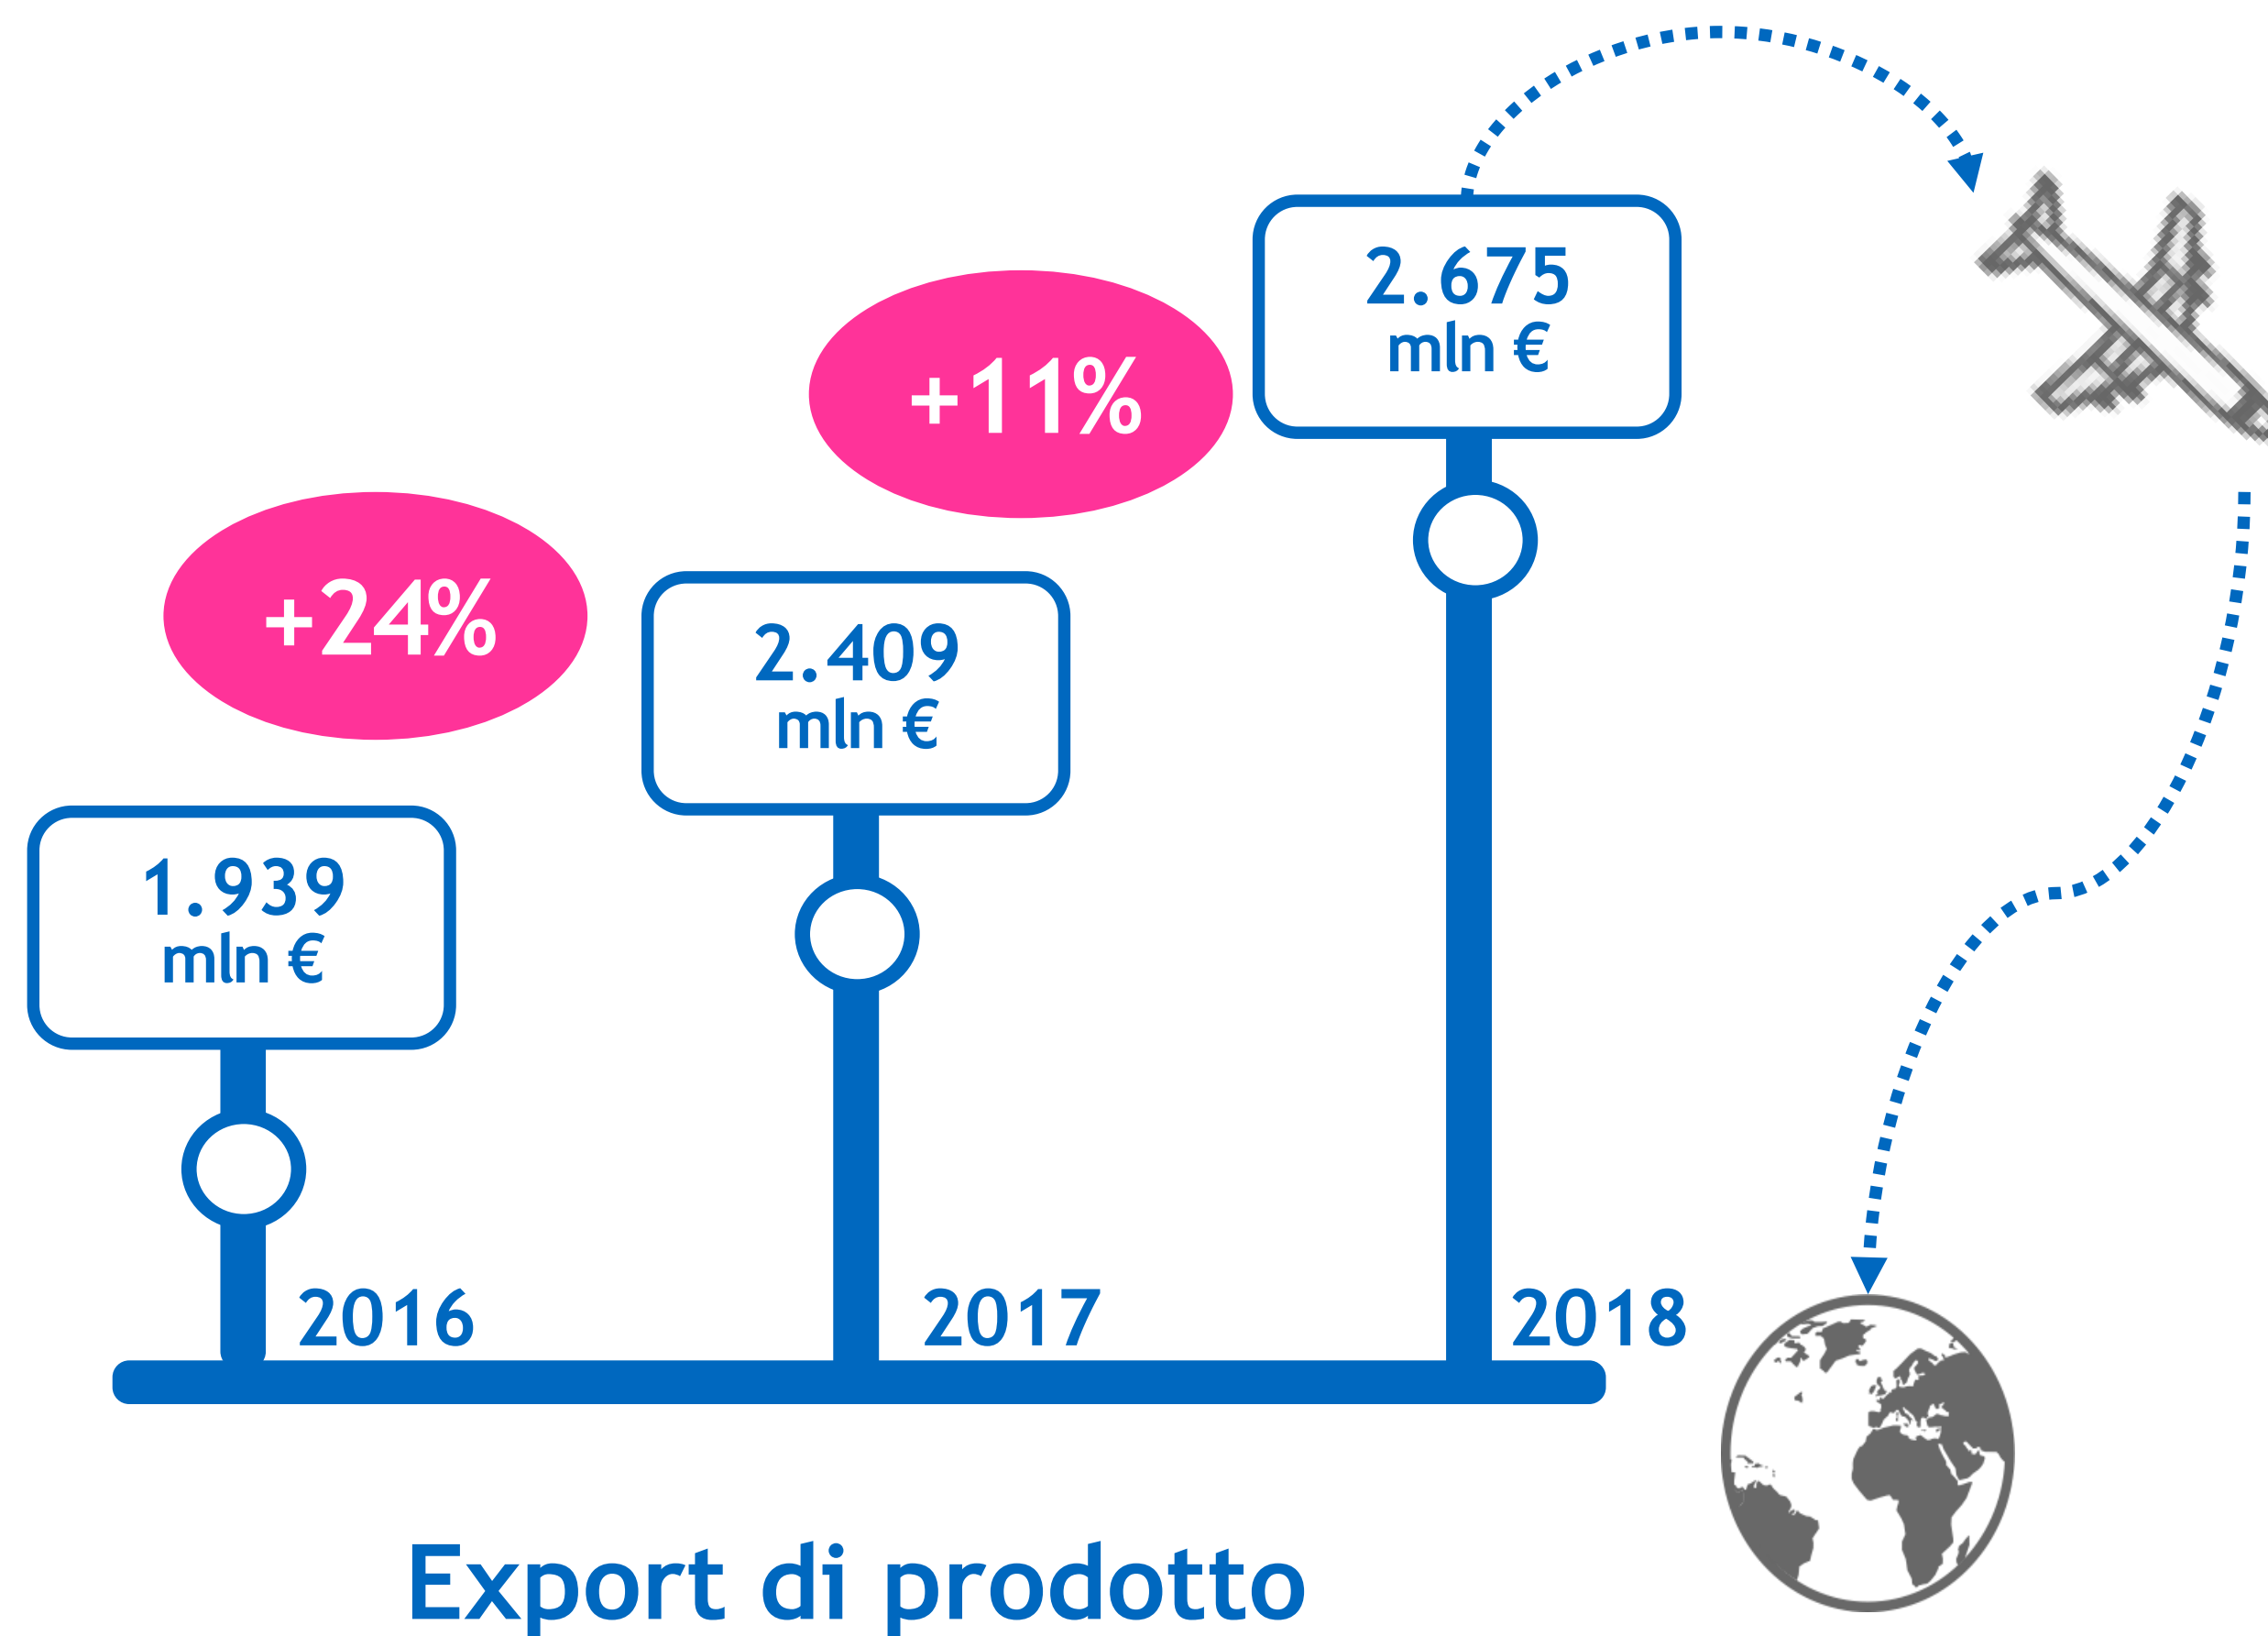 2.675
mln €
+11%
+24%
2.409
mln €
1.939
mln €
2016
2017
2018
Export di prodotto